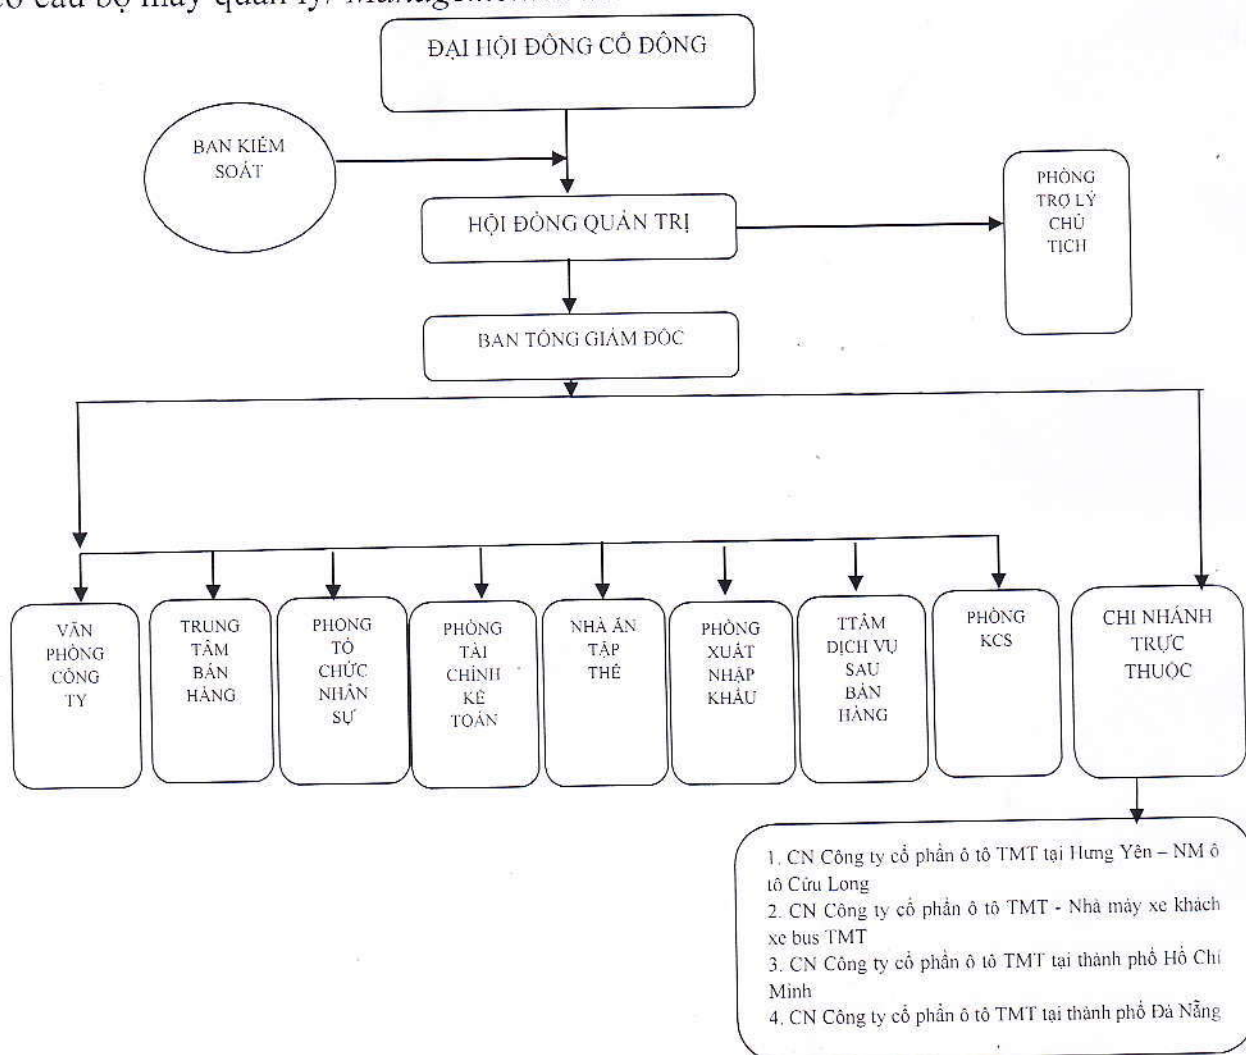 cơ cấu bộ máy quản lý/
ĐẠI HỘI ĐỒNG CỔ ĐÔNG
BAN KIỂM
SOÁT
PHÒNG
TRỢ LÝ
CHỦ
TỊCH
HỘI ĐỒNG QUẢN TRỊ
BAN TỔNG GIÁM ĐỐC
VĂN
PHÒNG
CÔNG
TY
TRUNG
TÂM
BÁN
HÀNG
PHONG
TỔ
CHỨC
NHÂN
SỰ
PHÒNG
TÀI
CHÍNH
KẾ
TOÁN
NHÀ ĂN
TẬP
THỂ
PHÒNG
XUẤT
NHẬP
KHẨU
TTÂM
DỊCH VỤ
SAU
BÁN
HÀNG
PHÒNG
KCS
CHI NHÁNH
TRỰC
THUỘC
1. CN Công ty cổ phần ô tô TMT tại Hưng Yên – NM ô
tô Cửu Long
2. CN Công ty cổ phần ô tô TMT - Nhà máy xe khách
xe bus TMT
3. CN Công ty cổ phần ô tô TMT tại thành phố Hồ Chí
Minh
4. CN Công ty cổ phần ô tô TMT tại thành phố Đà Nẵng